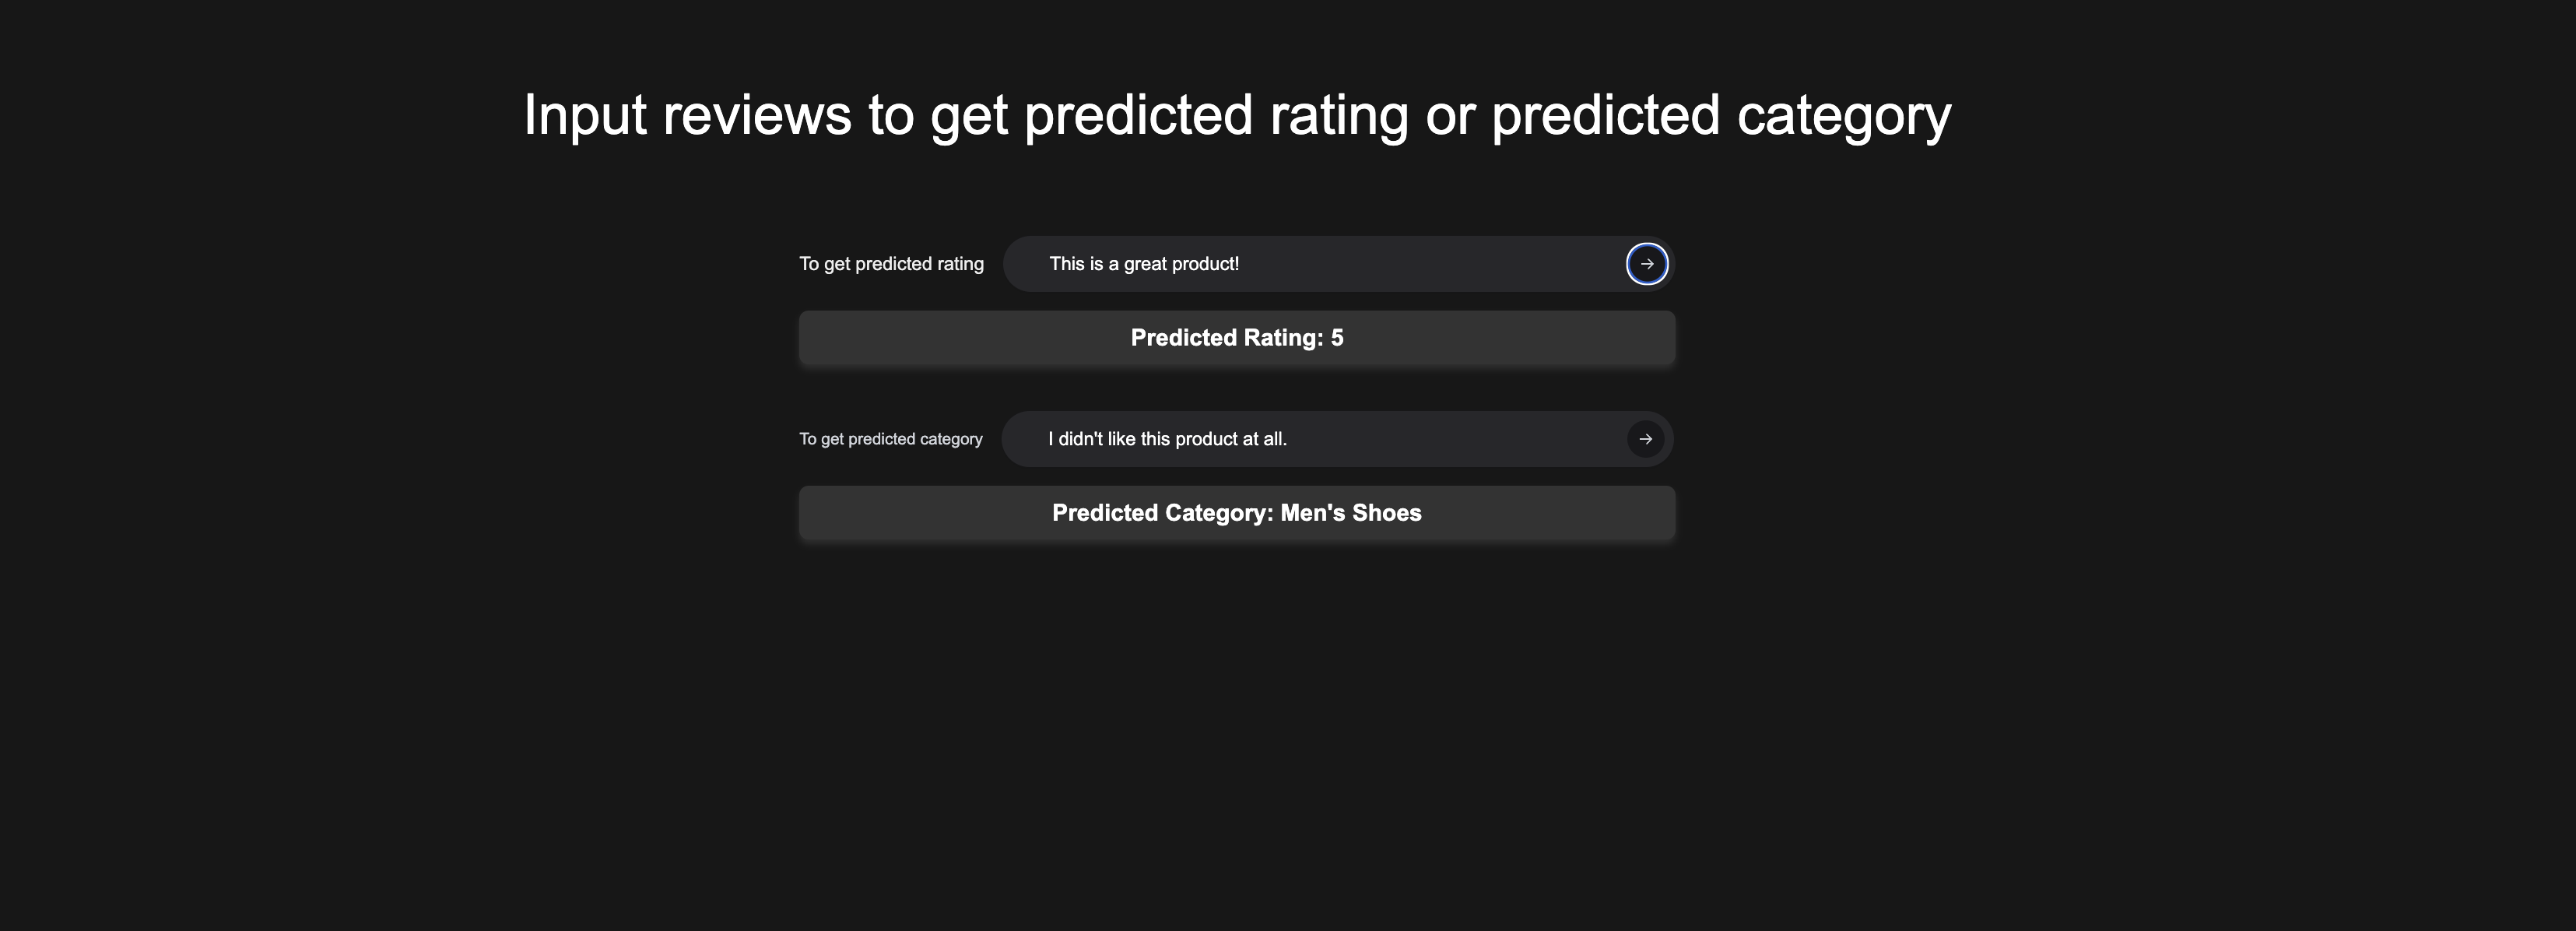 Input reviews to get predicted rating or predicted category
To get predicted rating
This is a great product!
Predicted Rating: 5
To get predicted category
I didn't like this product at all.
Predicted Category: Men's Shoes